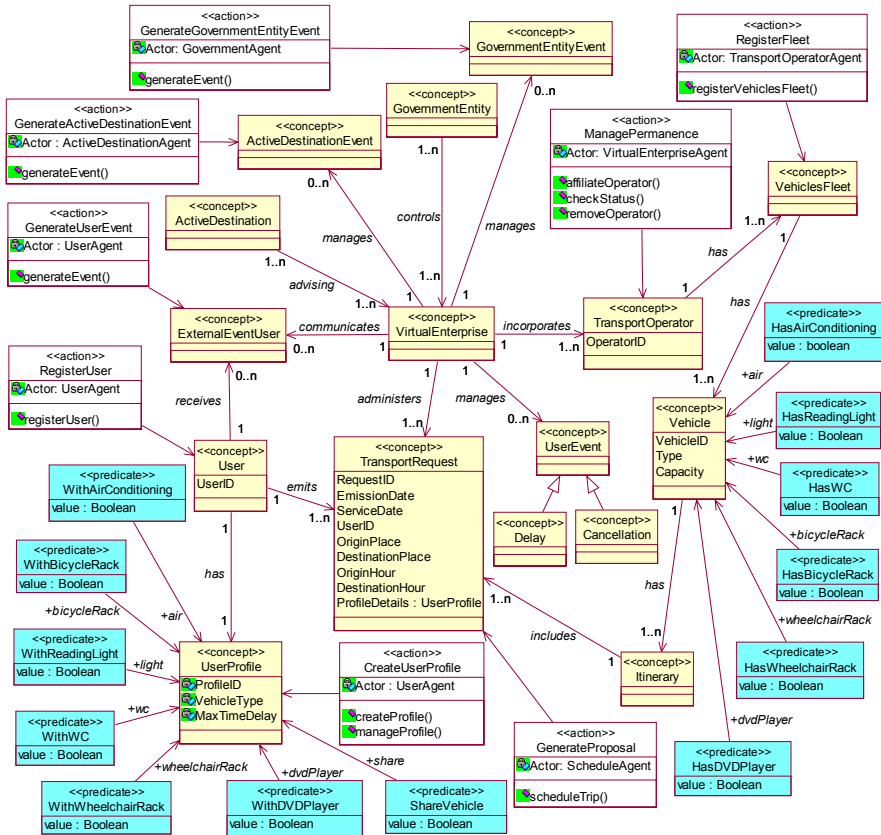 <<action>>
GenerateGovernmentEntityEvent
Actor: GovernmentAgent
generateEvent()
<<concept>>
GovernmentEntityEvent
0..n
<<action>>
RegisterFleet
Actor: TransportOperatorAgent
registerVehiclesFleet()
<<action>>
GenerateActiveDestinationEvent
Actor : ActiveDestinationAgent
generateEvent()
<<concept>>
ActiveDestinationEvent
0..n
<<concept>>
GovernmentEntity
1..n
<<action>>
ManagePermanence
Actor: VirtualEnterpriseAgent
affiliateOperator()
checkStatus()
removeOperator()
<<concept>>
VehiclesFleet
1..n
1
<<action>>
GenerateUserEvent
Actor : UserAgent
generateEvent()
<<concept>>
ActiveDestination
1..n
advising
1..n
manages
1
controls
1..n
manages
1
has
1
has
1..n
<<concept>>
ExternalEventUser
0..n
0..n
communicates
1
<<concept>>
VirtualEnterprise
1
1
1
incorporates
1..n
<<concept>>
TransportOperator
OperatorID
<<predicate>>
HasAirConditioning
value : boolean
+air
<<action>>
RegisterUser
Actor: UserAgent
registerUser()
receives
1
administers
1..n
manages
0..n
<<concept>>
UserEvent
<<concept>>
Delay
<<concept>>
Cancellation
<<concept>>
Vehicle
VehicleID
Type
Capacity
1
<<predicate>>
HasReadingLight
value : Boolean
+light
<<predicate>>
HasWC
value : Boolean
+wc
<<concept>>
User
UserID
1
1
emits
1..n
<<concept>>
TransportRequest
RequestID
EmissionDate
ServiceDate
UserID
OriginPlace
DestinationPlace
OriginHour
DestinationHour
ProfileDetails : UserProfile
1..n
<<predicate>>
WithAirConditioning
value : Boolean
+air
<<predicate>>
WithBicycleRack
value : Boolean
+bicycleRack
has
1
has
1..n
+bicycleRack
<<predicate>>
HasBicycleRack
value : Boolean
+wheelchairRack
<<predicate>>
HasWheelchairRack
value : Boolean
<<predicate>>
WithReadingLight
value : Boolean
+light
<<concept>>
UserProfile
ProfileID
VehicleType
MaxTimeDelay
<<action>>
CreateUserProfile
Actor : UserAgent
createProfile()
manageProfile()
includes
1
<<concept>>
Itinerary
+dvdPlayer
<<predicate>>
HasDVDPlayer
value : Boolean
<<predicate>>
WithWC
value : Boolean
+wc
<<action>>
GenerateProposal
Actor: ScheduleAgent
scheduleTrip()
+wheelchairRack
<<predicate>>
WithWheelchairRack
value : Boolean
+dvdPlayer
<<predicate>>
WithDVDPlayer
value : Boolean
+share
<<predicate>>
ShareVehicle
value : Boolean